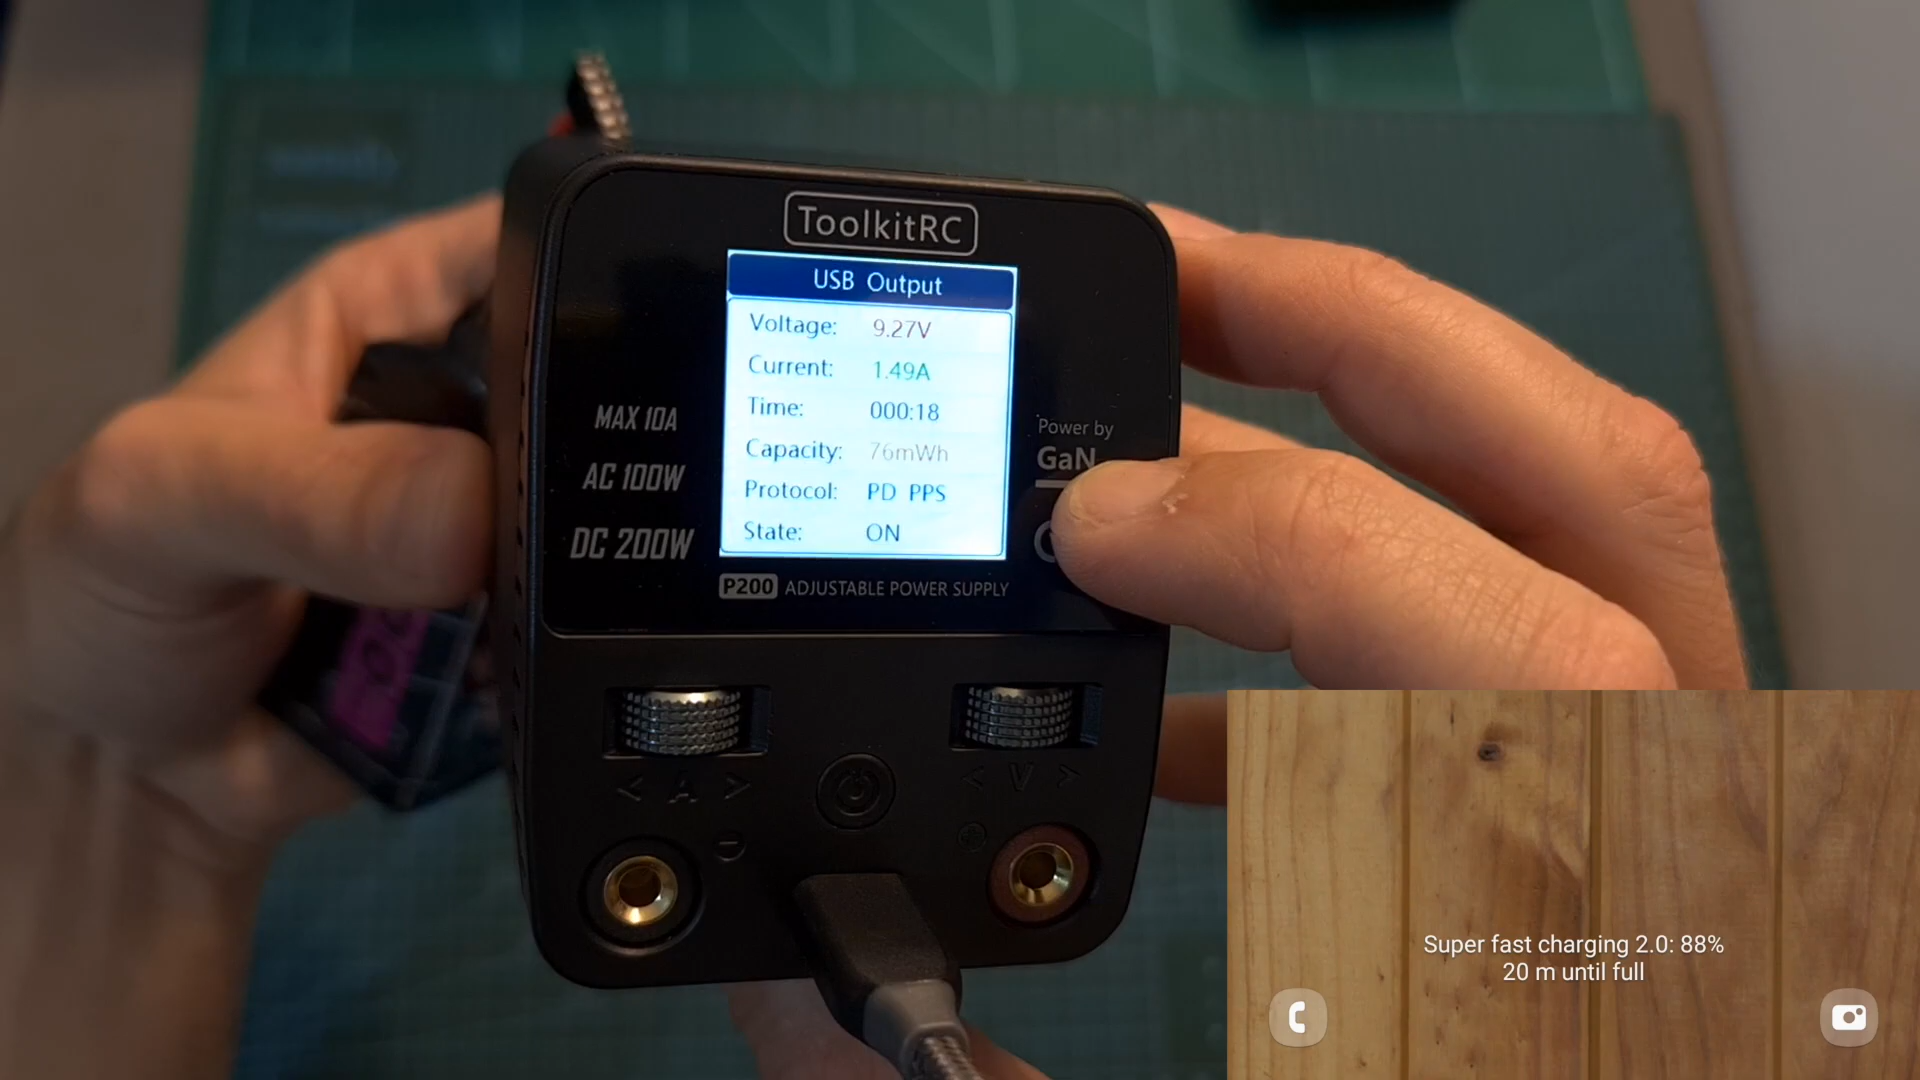 ToolkitRC
USB Output
Voltage: 9.27V
Current: 1.49A
Time: 000:18
Capacity: 76mWh
Protocol: PD PPS
State: ON
MAX 10A
AC 100W
DC 200W
Power by
GaN
P200 ADJUSTABLE POWER SUPPLY
< A >
< V >
Super fast charging 2.0: 88%
20 m until full